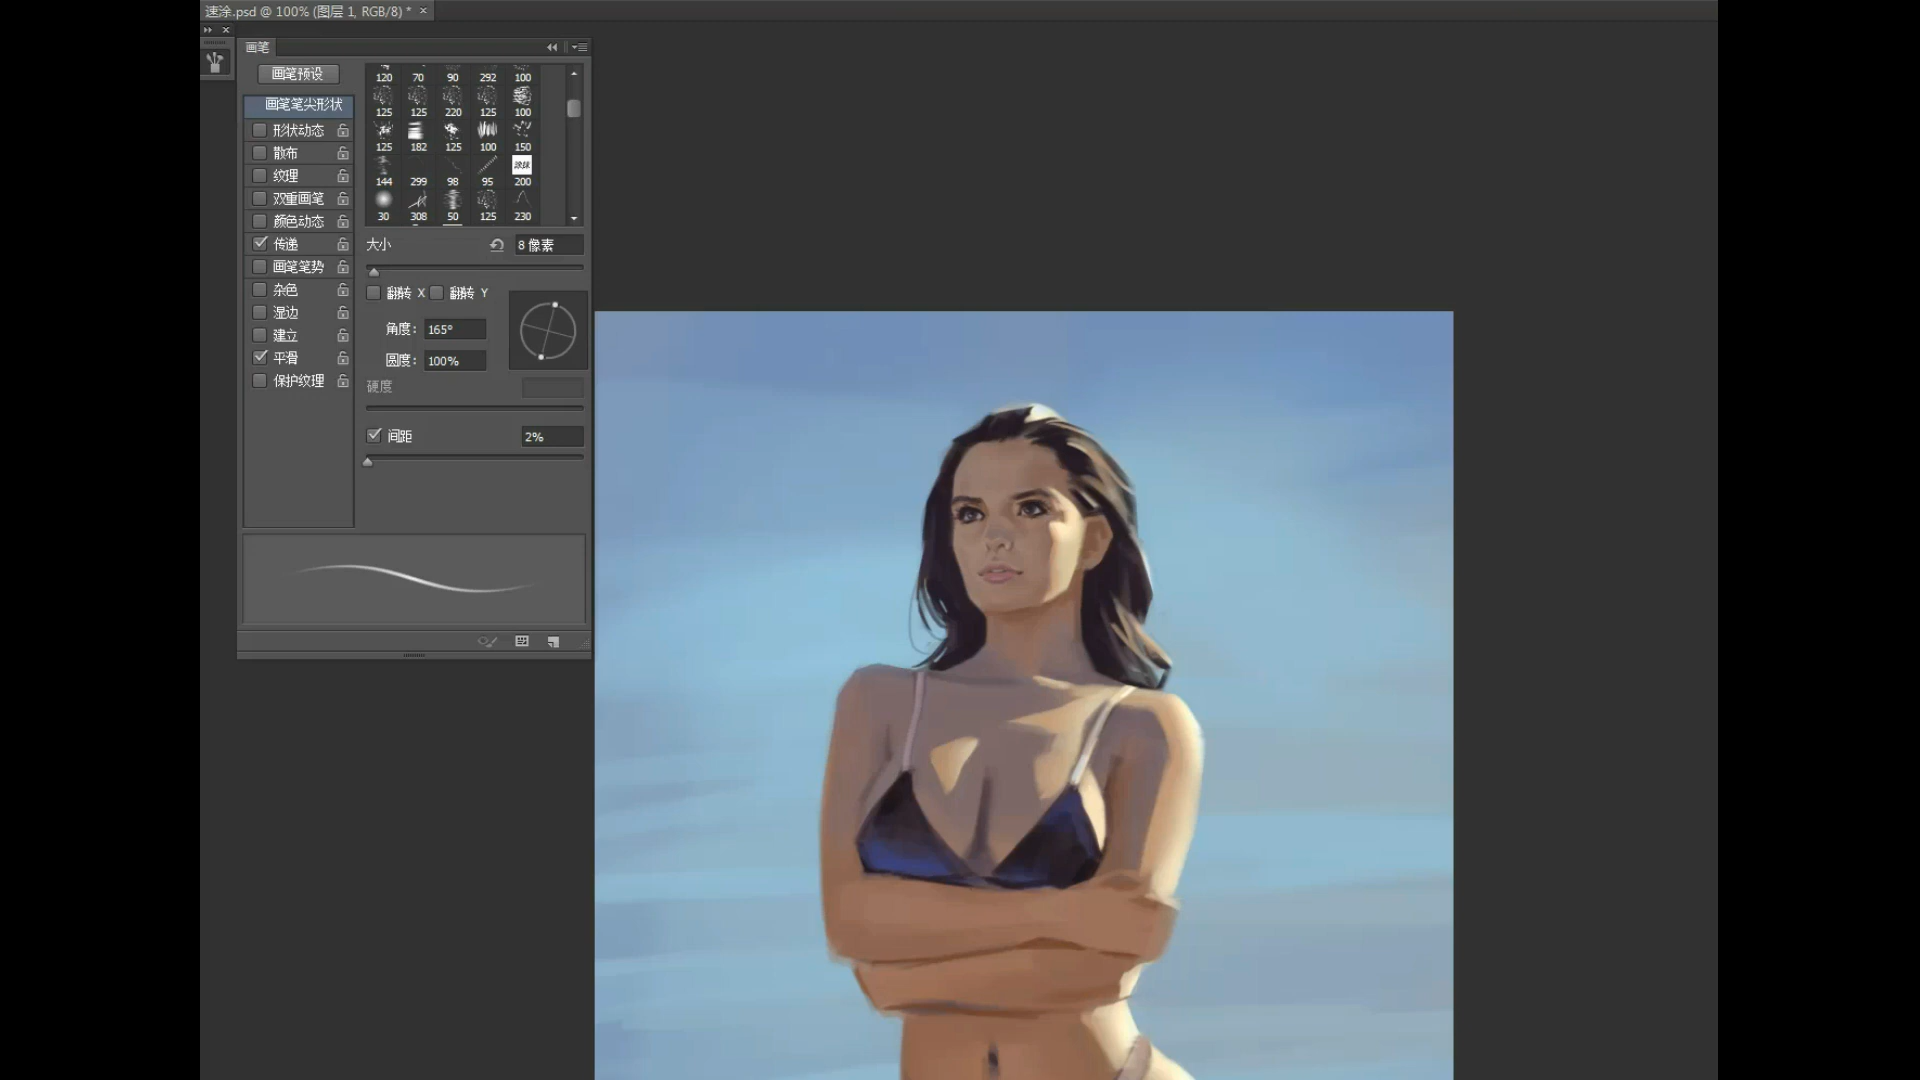 速涂.psd @ 100% (图层 1, RGB/8) *
画笔
画笔预设
画笔笔尖形状
形状动态
散布
纹理
双重画笔
颜色动态
传递
画笔笔势
杂色
湿边
建立
平滑
保护纹理
120 70 90 292 100
125 125 220 125 100
125 182 125 100 150
144 299 98 95 200
30 308 50 125 230
大小 8 像素
翻转 X 翻转 Y
角度: 165°
圆度: 100%
硬度
间距 2%